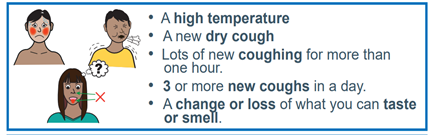 • A high temperature
• A new dry cough
• Lots of new coughing for more than
one hour.
• 3 or more new coughs in a day.
• A change or loss of what you can taste
or smell.
?